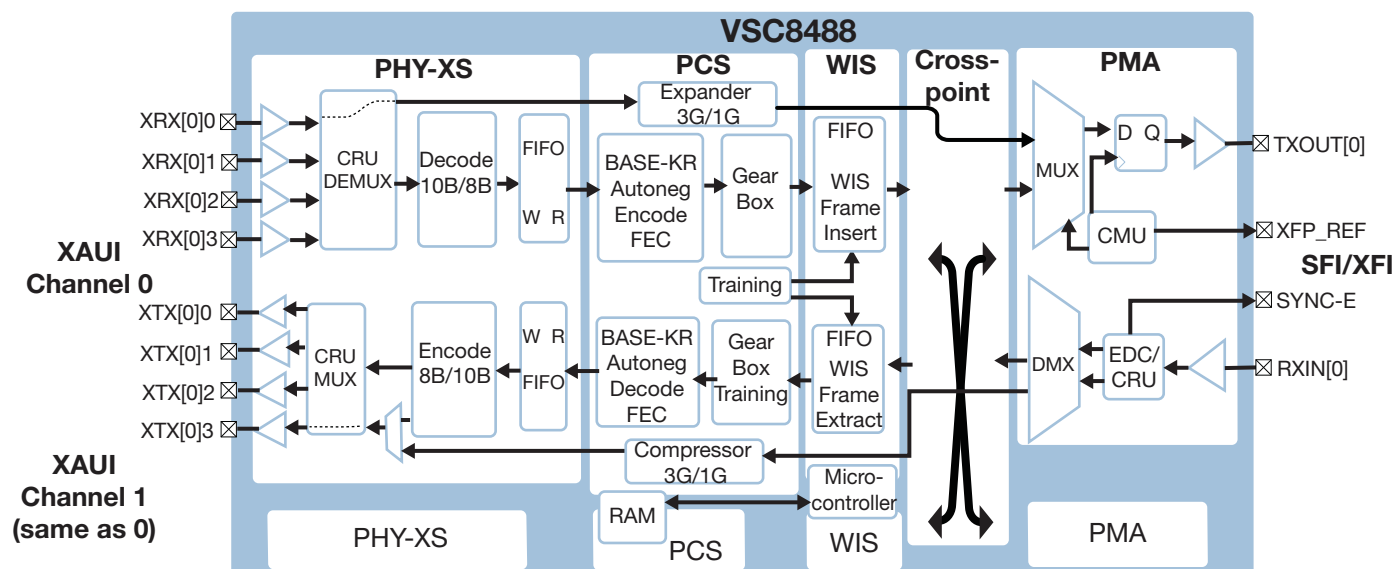 VSC8488
PHY-XS
PCS
WIS
Cross-
point
PMA
XRX[0]0
XRX[0]1
XRX[0]2
XRX[0]3
XAUI
Channel 0
CRU
DEMUX
Decode
10B/8B
FIFO
W R
Expander
3G/1G
BASE-KR
Autoneg
Encode
FEC
Gear
Box
FIFO
WIS
Frame
Insert
MUX
D Q
CMU
TXOUT[0]
XFP_REF
SFI/XFI
SYNC-E
RXIN[0]
Training
XTX[0]0
XTX[0]1
XTX[0]2
XTX[0]3
CRU
MUX
Encode
8B/10B
W R
FIFO
BASE-KR
Autoneg
Decode
FEC
Gear
Box
Training
FIFO
WIS
Frame
Extract
DMX
EDC/
CRU
Compressor
3G/1G
Micro-
controller
RAM
XAUI
Channel 1
(same as 0)
PHY-XS
PCS
WIS
PMA